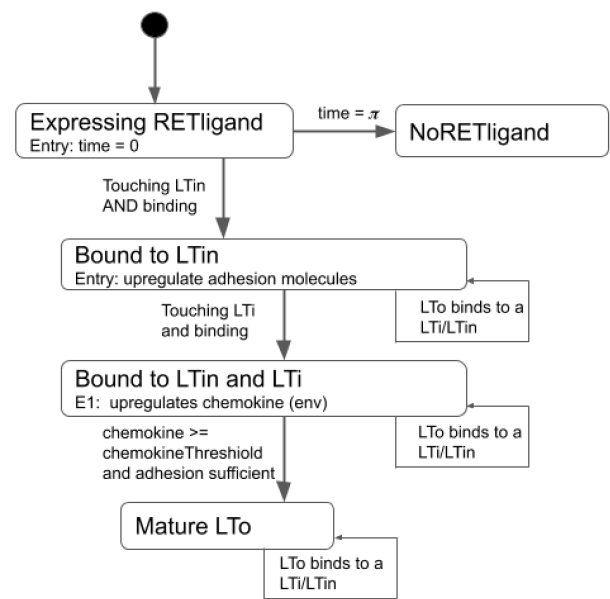 Expressing RETligand
Entry: time = 0
time = π
NoRETligand
Touching LTin
AND binding
Bound to LTin
Entry: upregulate adhesion molecules
LTo binds to a
LTi/LTin
Touching LTi
and binding
Bound to LTin and LTi
E1:  upregulates chemokine (env)
LTo binds to a
LTi/LTin
chemokine >=
chemokineThreshiold
and adhesion sufficient
Mature LTo
LTo binds to a
LTi/LTin